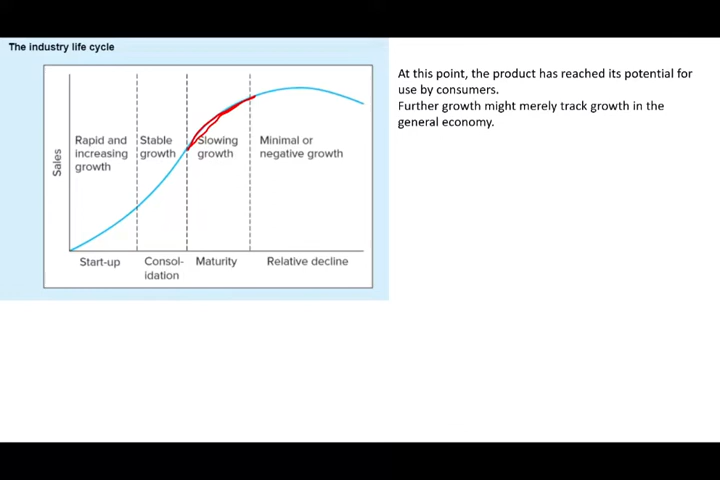 The industry life cycle
At this point, the product has reached its potential for
use by consumers.
Further growth might merely track growth in the
general economy.
Sales
Rapid and
increasing
growth
Stable
growth
Slowing
growth
Minimal or
negative growth
Start-up
Consol-
idation
Maturity
Relative decline